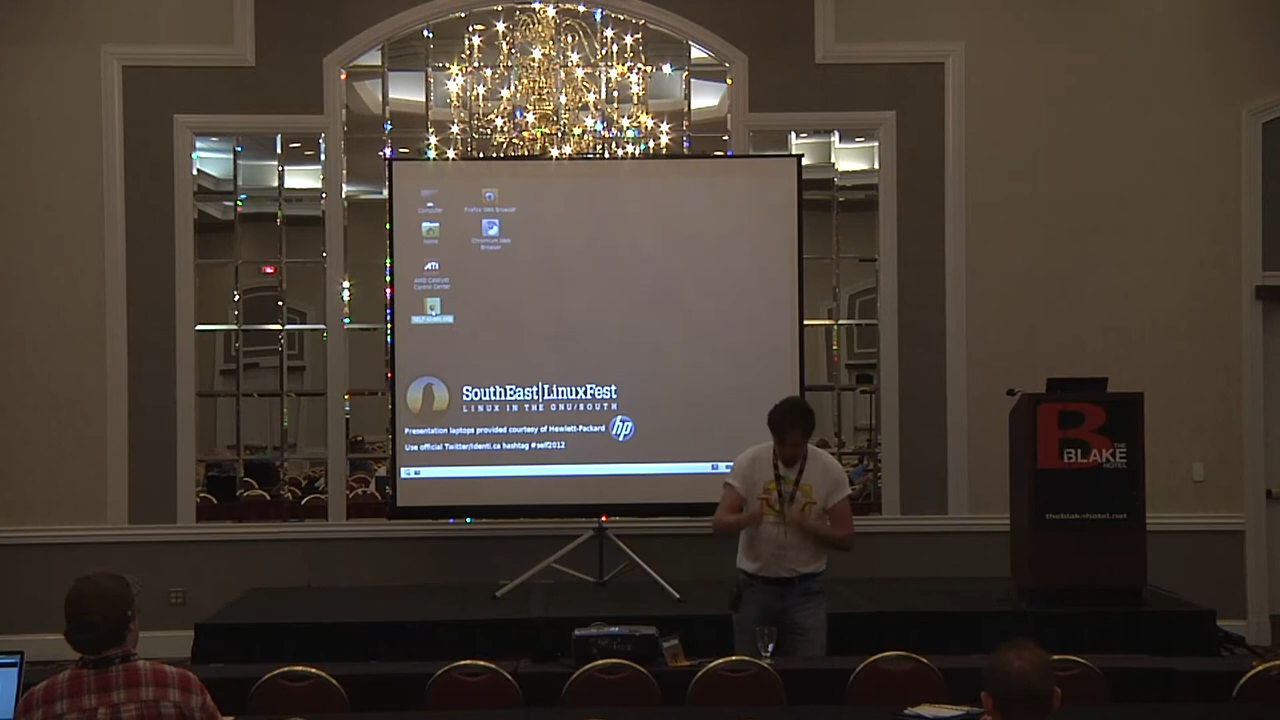 Computer
Firefox Web Browser
home
Chromium Web
Browser
ATI
AMD Catalyst
Control Center
SouthEast|LinuxFest
LINUX IN THE GNU/SOUTH
Presentation laptops provided courtesy of Hewlett-Packard
hp
Use official Twitter/Identi.ca hashtag #self2012
B
THE
BLAKE
HOTEL
theblakehotel.net